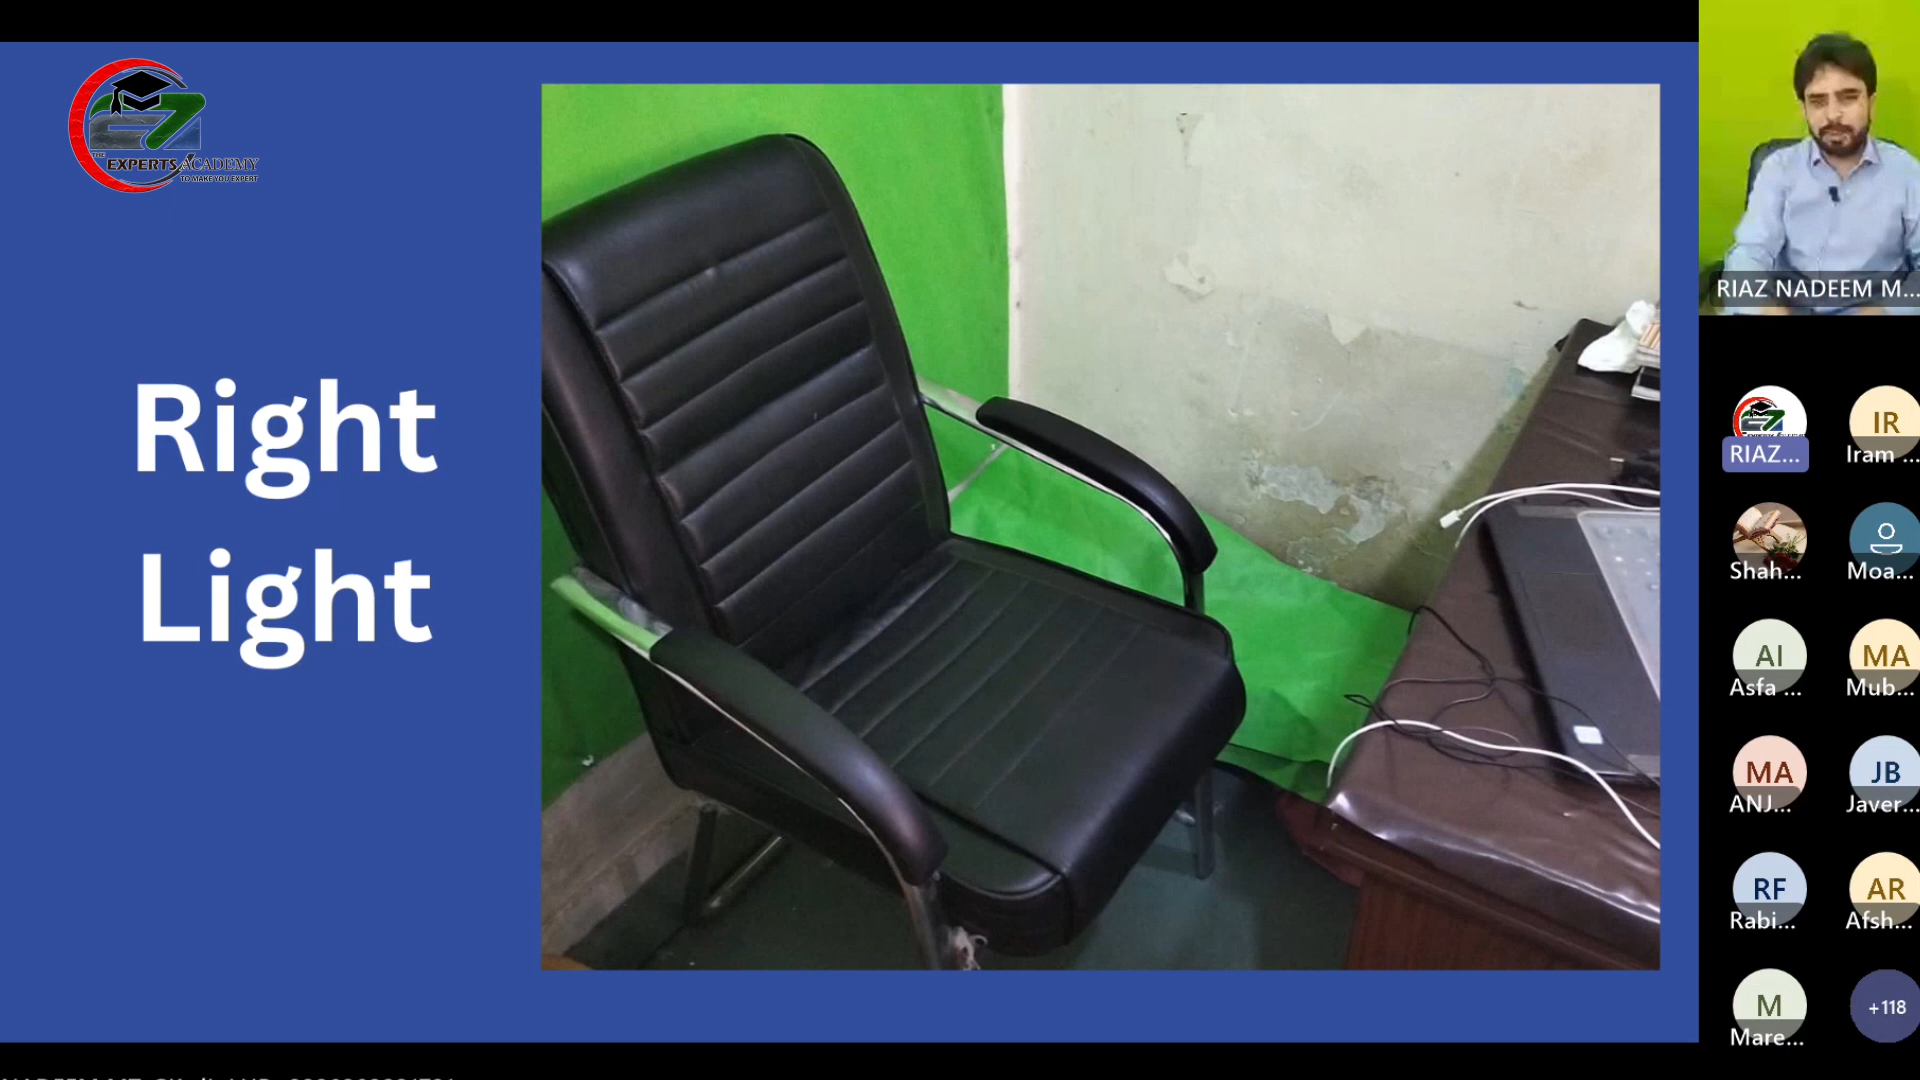 THE
EXPERTS ACADEMY
TO MAKE YOU EXPERT
Right
Light
RIAZ NADEEM M...
RIAZ...
IR
Iram ...
Shah...
Moa...
AI
Asfa ...
MA
Mub...
MA
ANJ...
JB
Javer...
RF
Rabi...
AR
Afsh...
M
Mare...
+118